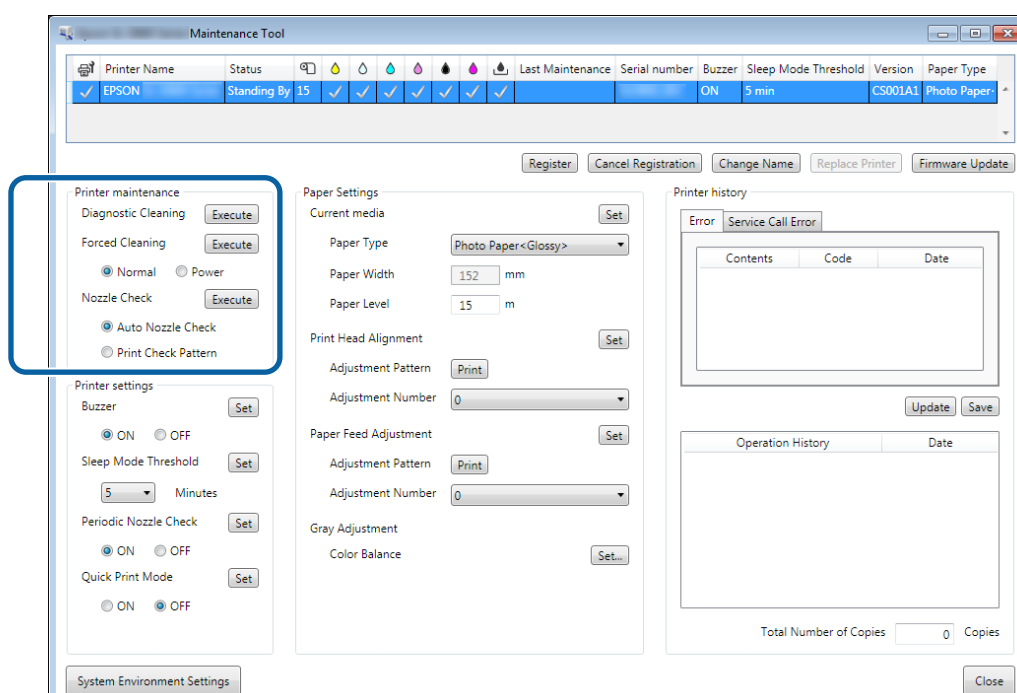 Maintenance Tool
Printer Name Status Last Maintenance Serial number Buzzer Sleep Mode Threshold Version Paper Type
EPSON Standing By 15 ON 5 min CS001A1 Photo Paper
Register Cancel Registration Change Name Replace Printer Firmware Update
Printer maintenance
Diagnostic Cleaning Execute
Forced Cleaning Execute
Normal Power
Nozzle Check Execute
Auto Nozzle Check
Print Check Pattern
Printer settings
Buzzer Set
ON OFF
Sleep Mode Threshold Set
5 Minutes
Periodic Nozzle Check Set
ON OFF
Quick Print Mode Set
ON OFF
Paper Settings
Current media Set
Paper Type Photo Paper<Glossy>
Paper Width 152 mm
Paper Level 15 m
Print Head Alignment Set
Adjustment Pattern Print
Adjustment Number 0
Paper Feed Adjustment Set
Adjustment Pattern Print
Adjustment Number 0
Gray Adjustment
Color Balance Set...
Printer history
Error Service Call Error
Contents Code Date
Update Save
Operation History Date
Total Number of Copies 0 Copies
System Environment Settings Close